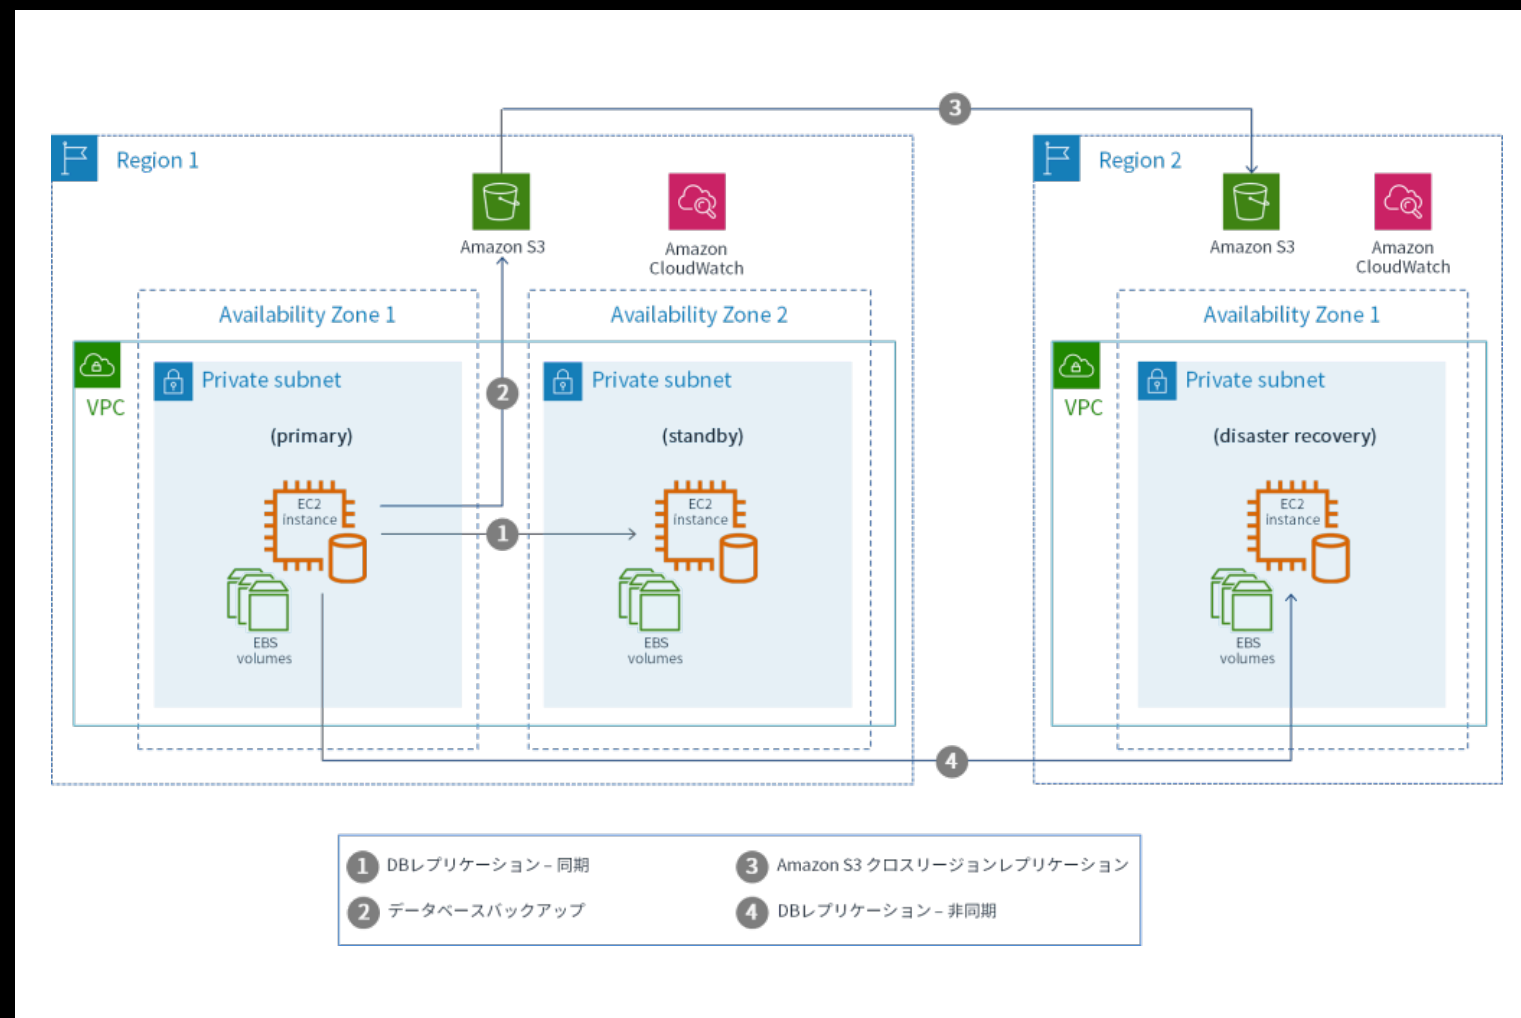 3
Region 1
Region 2
Amazon S3
Amazon
CloudWatch
Amazon S3
Amazon
CloudWatch
Availability Zone 1
Availability Zone 2
Availability Zone 1
VPC
Private subnet
2
Private subnet
VPC
Private subnet
(primary)
(standby)
(disaster recovery)
EC2
instance
1
EC2
instance
EC2
instance
EBS
volumes
EBS
volumes
EBS
volumes
4
1 DBレプリケーション – 同期
2 データベースバックアップ
3 Amazon S3 クロスリージョンレプリケーション
4 DBレプリケーション – 非同期